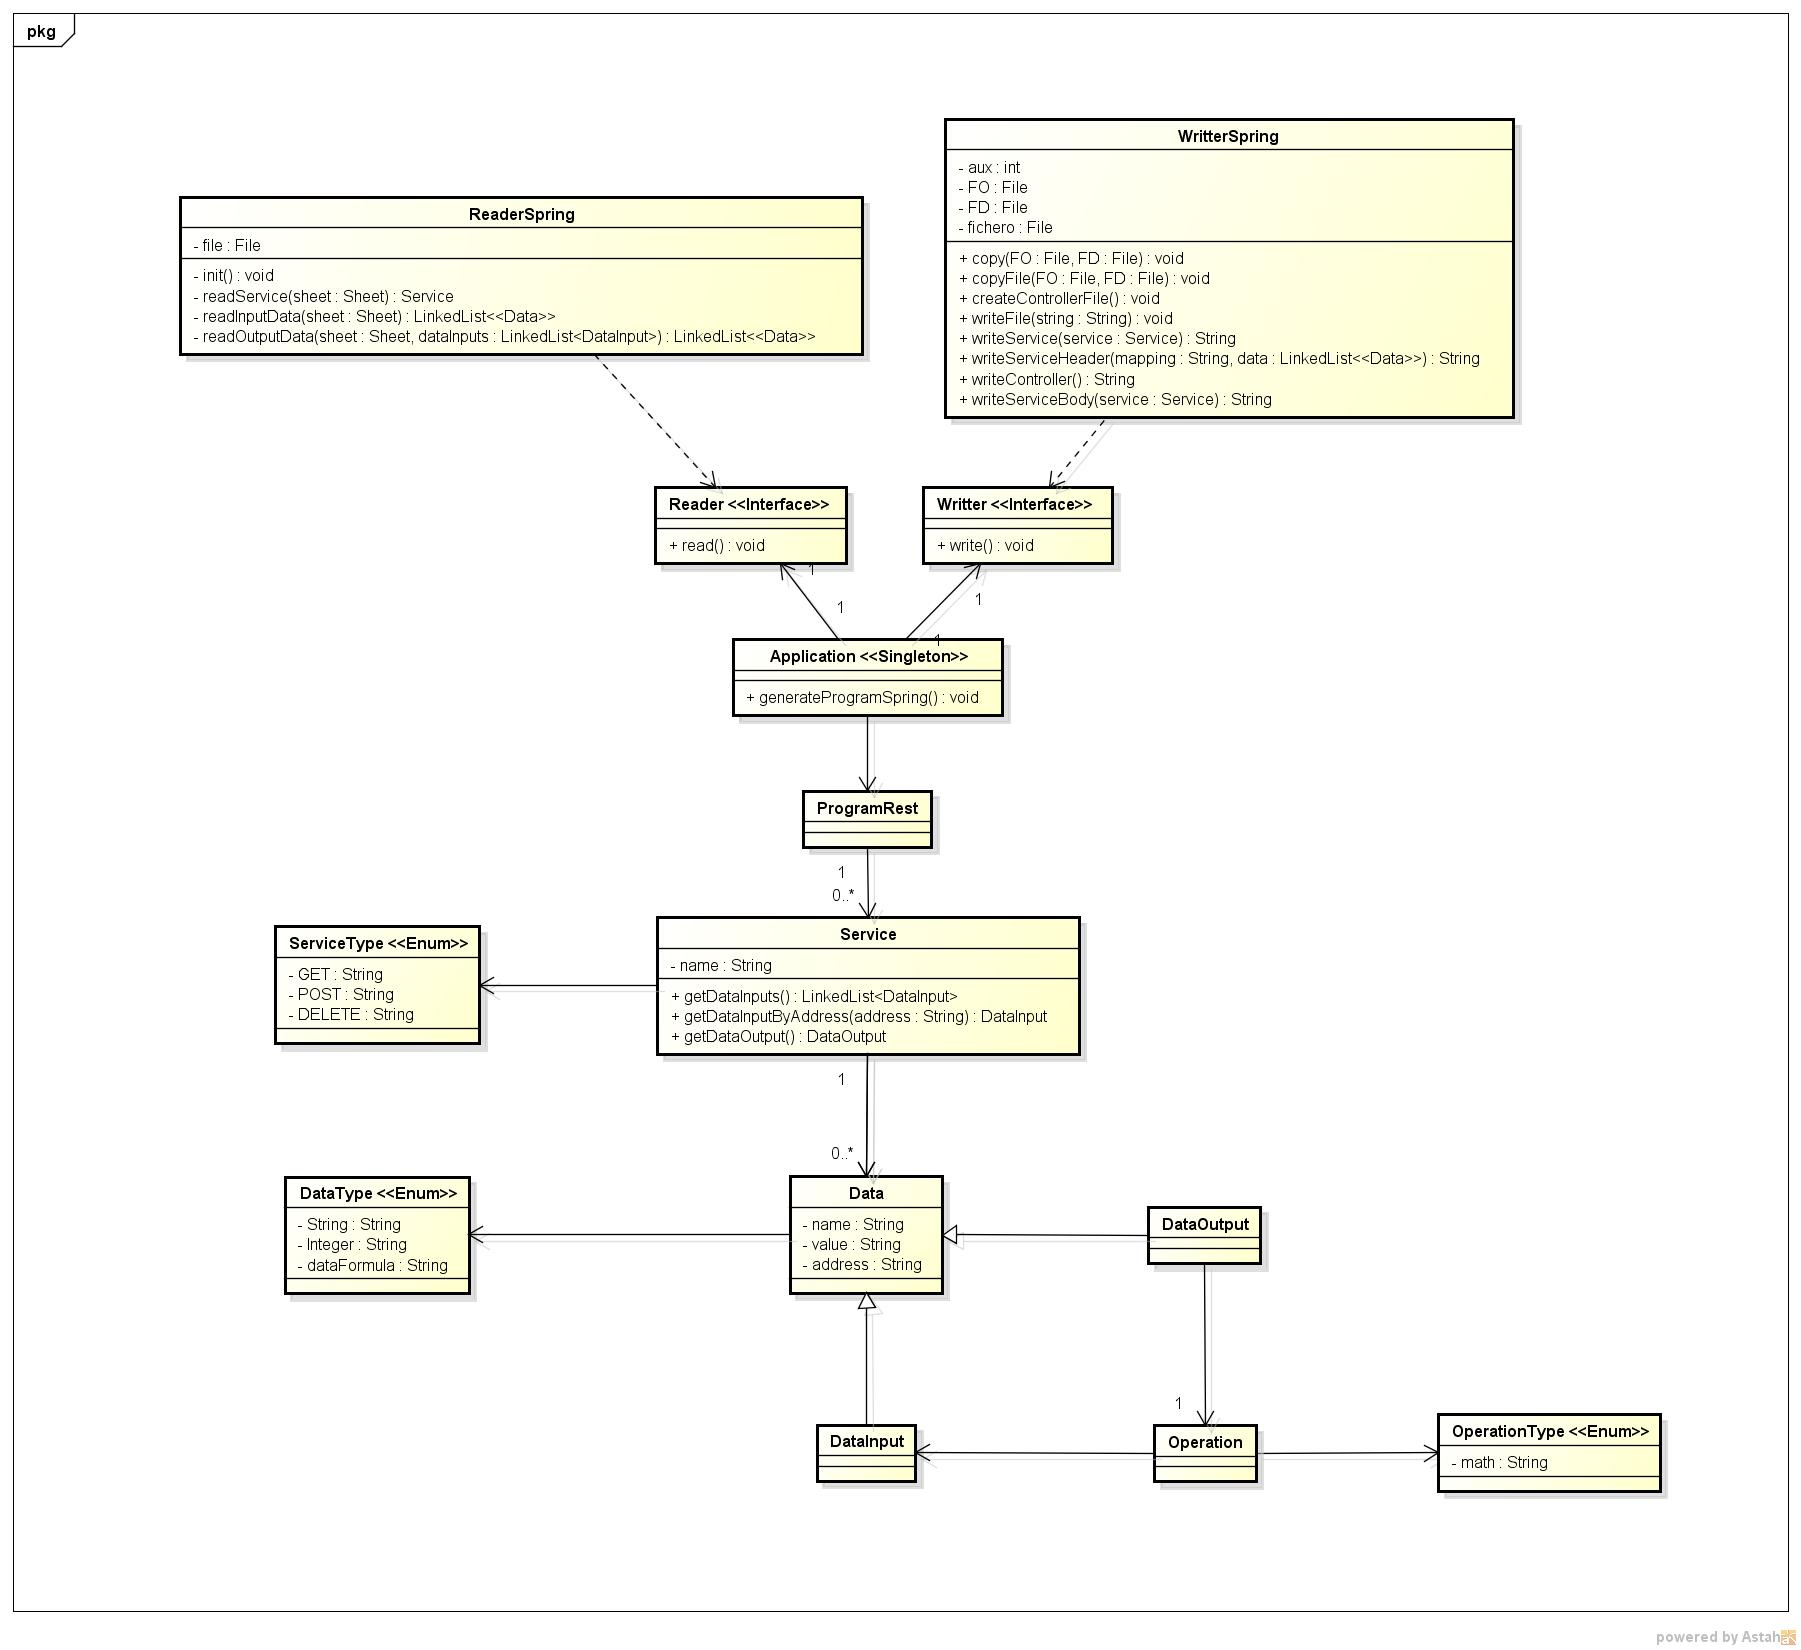 pkg
WritterSpring
- aux : int
- FO : File
- FD : File
- fichero : File
+ copy(FO : File, FD : File) : void
+ copyFile(FO : File, FD : File) : void
+ createControllerFile() : void
+ writeFile(string : String) : void
+ writeService(service : Service) : String
+ writeServiceHeader(mapping : String, data : LinkedList<<Data>>) : String
+ writeController() : String
+ writeServiceBody(service : Service) : String
ReaderSpring
- file : File
- init() : void
- readService(sheet : Sheet) : Service
- readInputData(sheet : Sheet) : LinkedList<<Data>>
- readOutputData(sheet : Sheet, dataInputs : LinkedList<DataInput>) : LinkedList<<Data>>
Reader <<Interface>>
+ read() : void
Writter <<Interface>>
+ write() : void
1
1
1
1
Application <<Singleton>>
+ generateProgramSpring() : void
ProgramRest
1
0..*
Service
- name : String
+ getDataInputs() : LinkedList<DataInput>
+ getDataInputByAddress(address : String) : DataInput
+ getDataOutput() : DataOutput
ServiceType <<Enum>>
- GET : String
- POST : String
- DELETE : String
1
0..*
DataType <<Enum>>
- String : String
- Integer : String
- dataFormula : String
Data
- name : String
- value : String
- address : String
DataOutput
1
DataInput
Operation
OperationType <<Enum>>
- math : String
powered by Astah